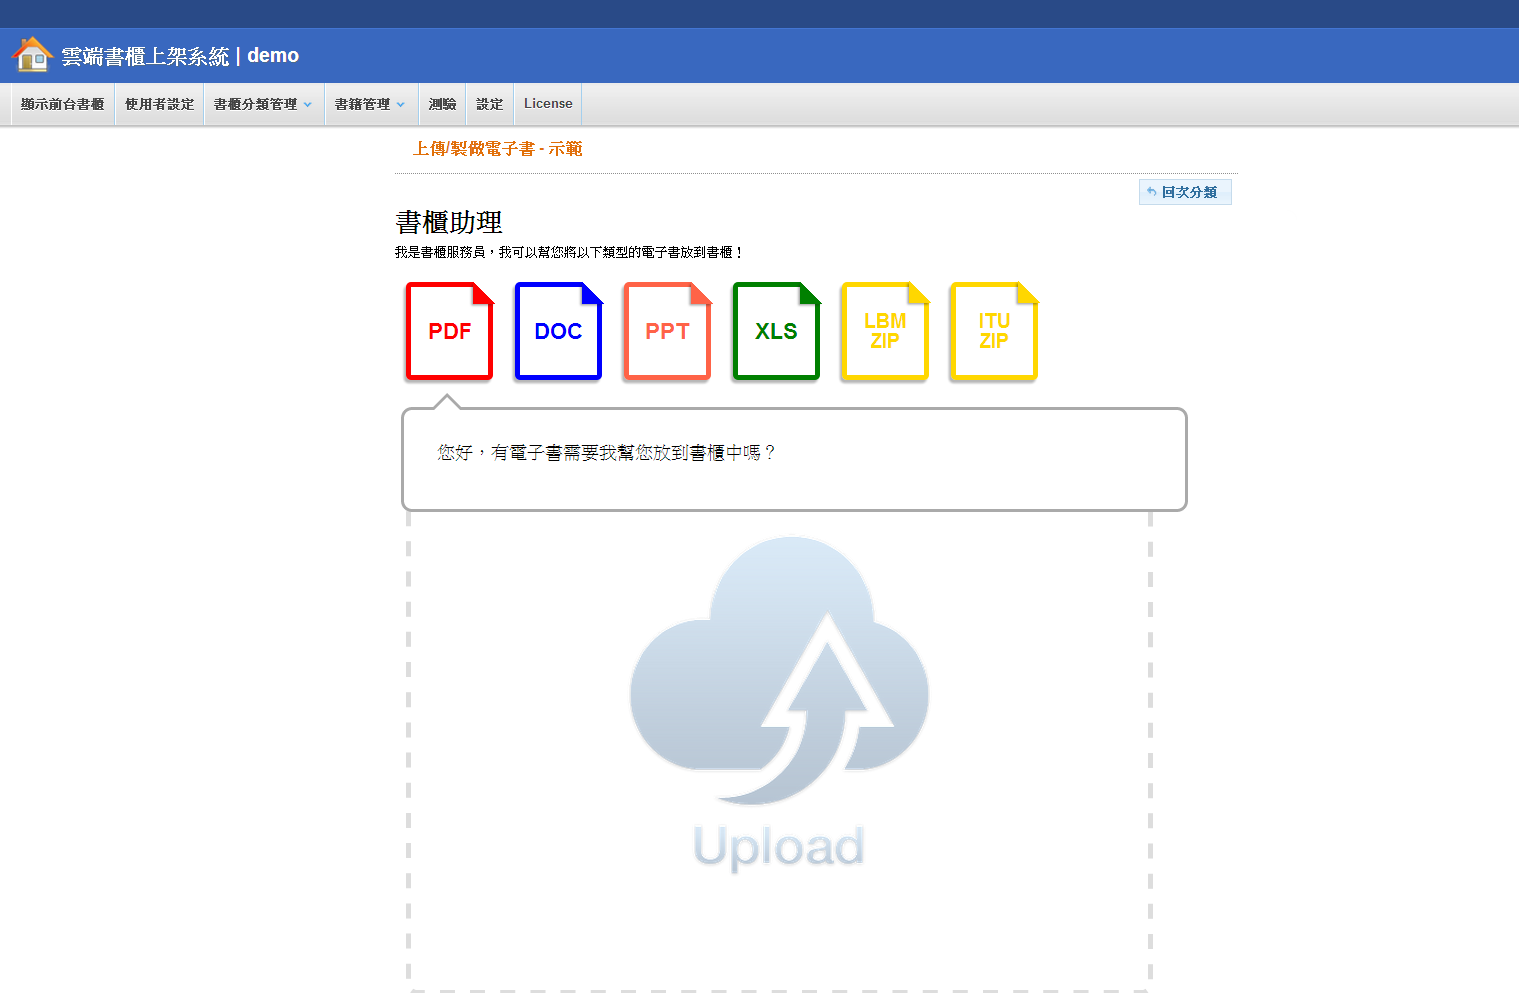 雲端書櫃上架系統 | demo
顯示前台書櫃 使用者設定 書櫃分類管理 書籍管理 測驗 設定 License
上傳/製做電子書 - 示範
回次分類
書櫃助理
我是書櫃服務員，我可以幫您將以下類型的電子書放到書櫃！
PDF DOC PPT XLS LBM ZIP ITU ZIP
您好，有電子書需要我幫您放到書櫃中嗎？
Upload